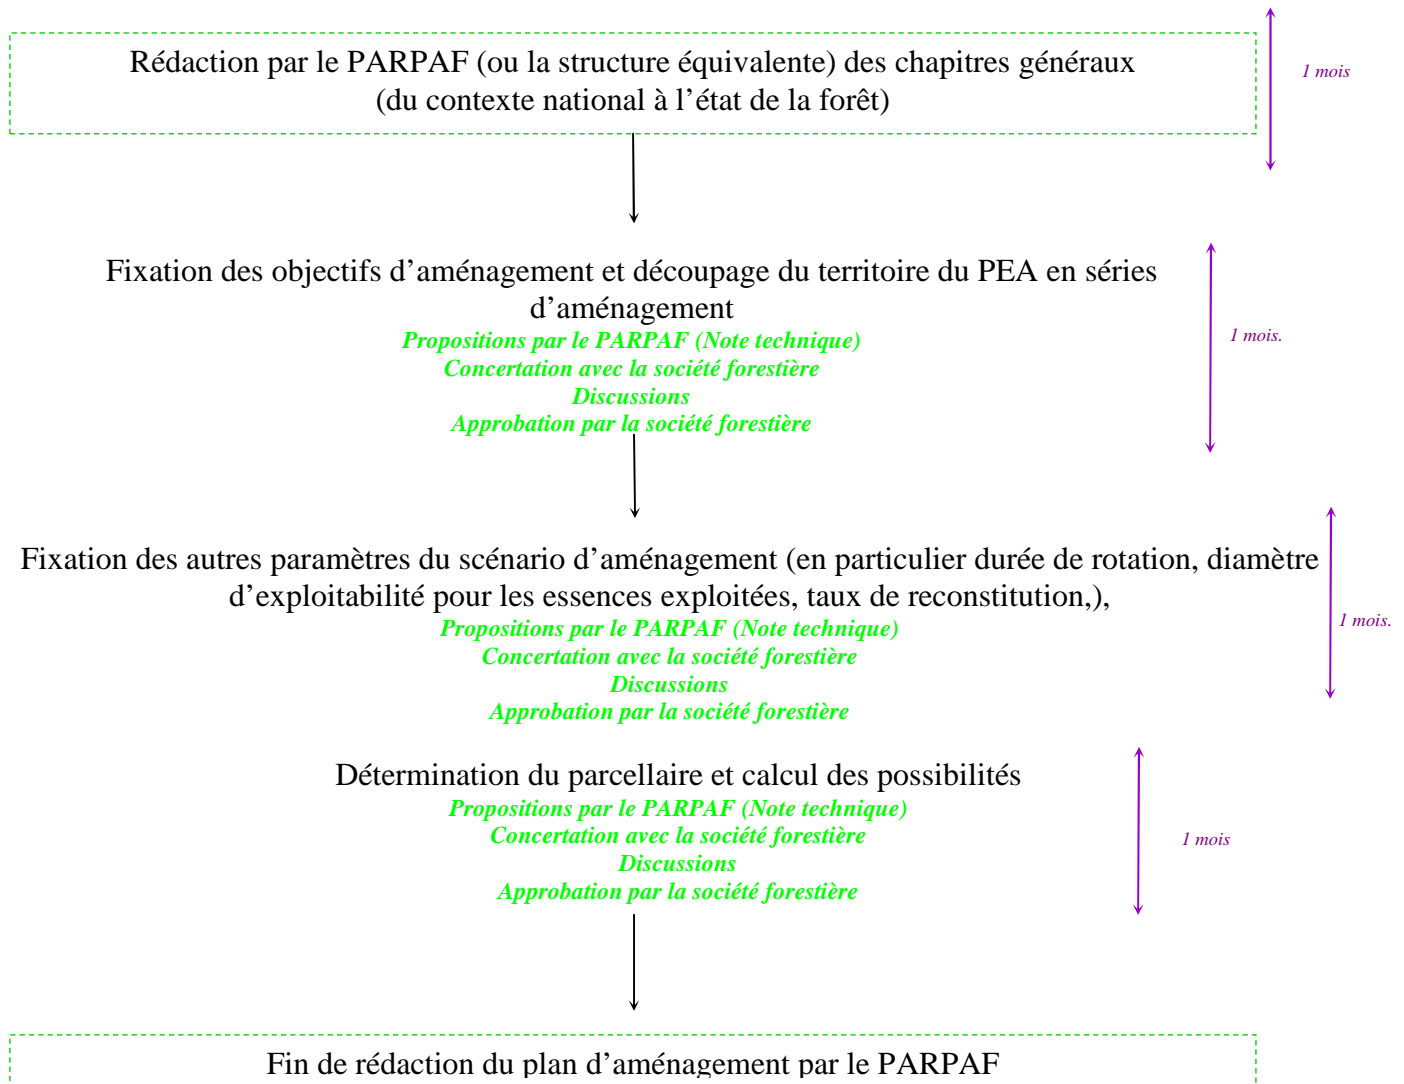 Rédaction par le PARPAF (ou la structure équivalente) des chapitres généraux
(du contexte national à l’état de la forêt)
1 mois
Fixation des objectifs d’aménagement et découpage du territoire du PEA en séries
d’aménagement
Propositions par le PARPAF (Note technique)
Concertation avec la société forestière
Discussions
Approbation par la société forestière
1 mois.
Fixation des autres paramètres du scénario d’aménagement (en particulier durée de rotation, diamètre
d’exploitabilité pour les essences exploitées, taux de reconstitution,),
Propositions par le PARPAF (Note technique)
Concertation avec la société forestière
Discussions
Approbation par la société forestière
1 mois.
Détermination du parcellaire et calcul des possibilités
Propositions par le PARPAF (Note technique)
Concertation avec la société forestière
Discussions
Approbation par la société forestière
1 mois
Fin de rédaction du plan d’aménagement par le PARPAF